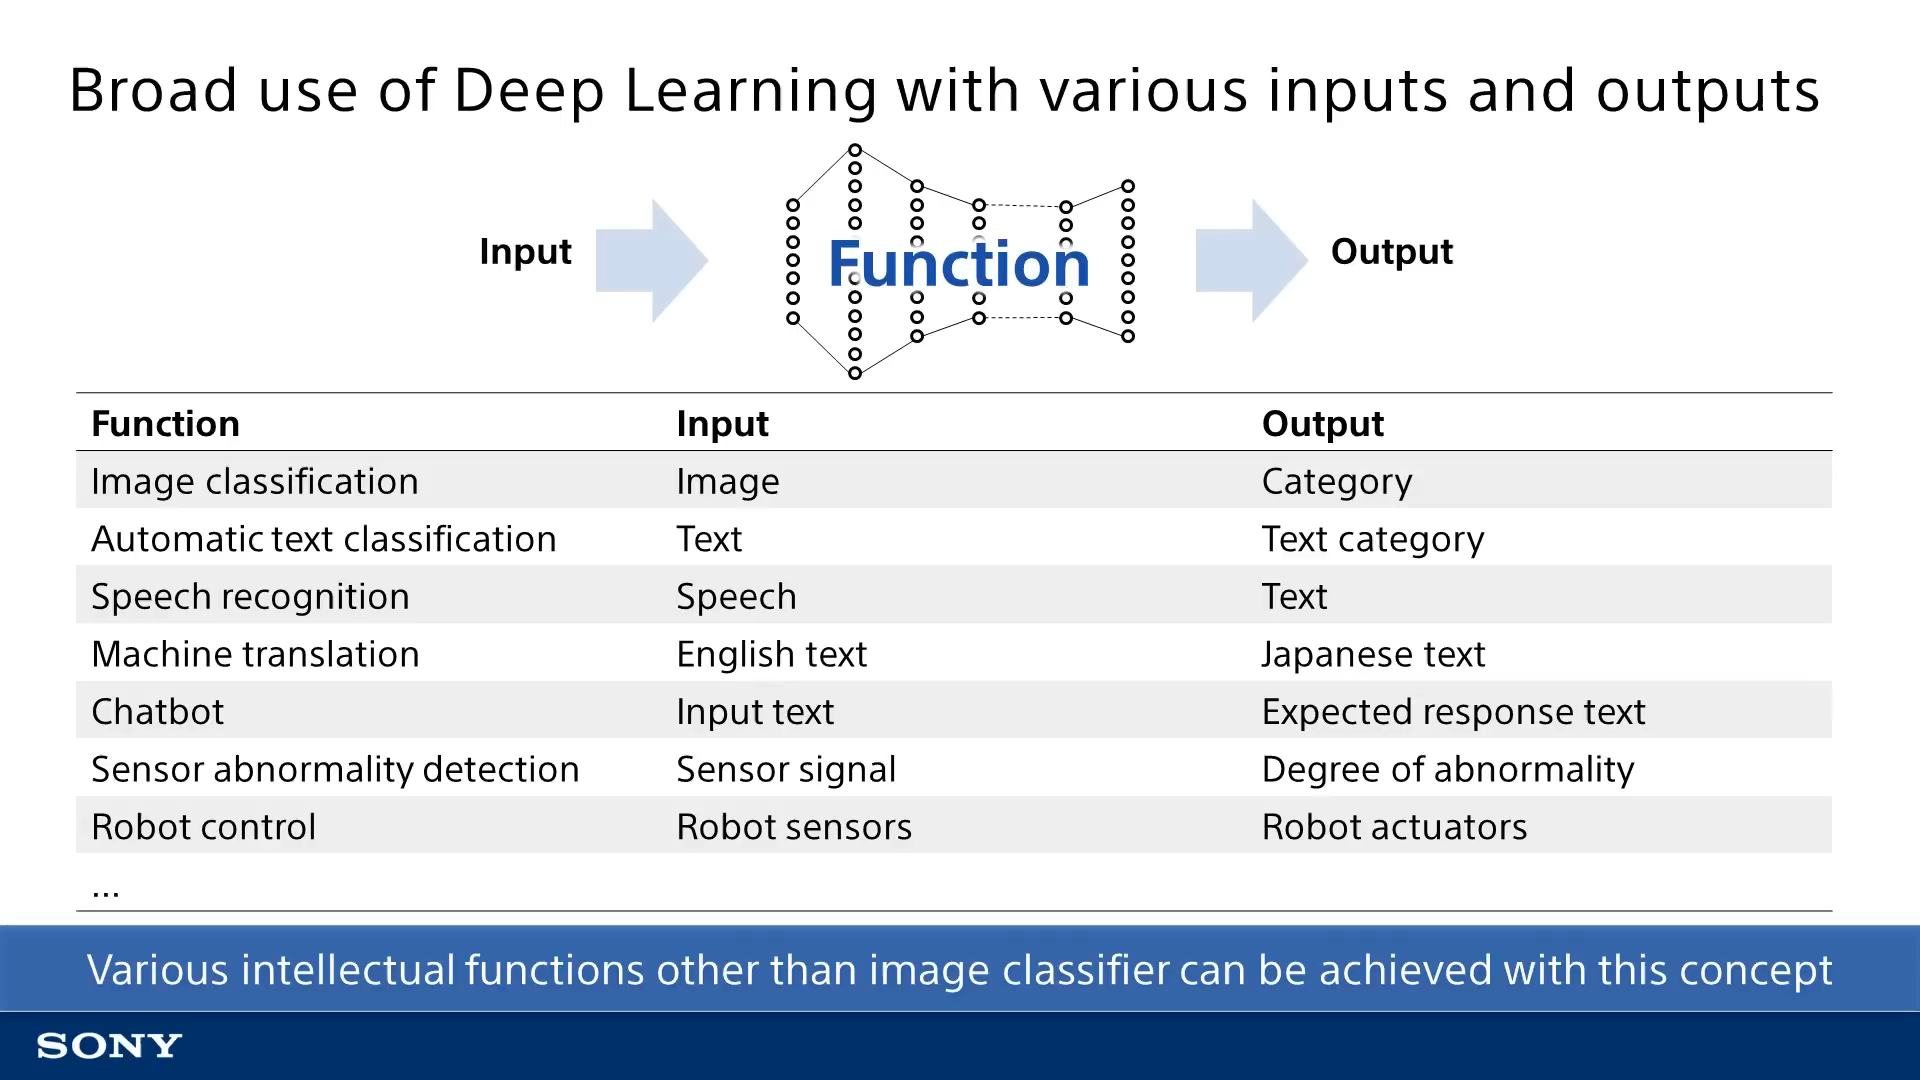 Broad use of Deep Learning with various inputs and outputs
Input
Function
Output
Function Input Output
Image classification Image Category
Automatic text classification Text Text category
Speech recognition Speech Text
Machine translation English text Japanese text
Chatbot Input text Expected response text
Sensor abnormality detection Sensor signal Degree of abnormality
Robot control Robot sensors Robot actuators
...
Various intellectual functions other than image classifier can be achieved with this concept
SONY